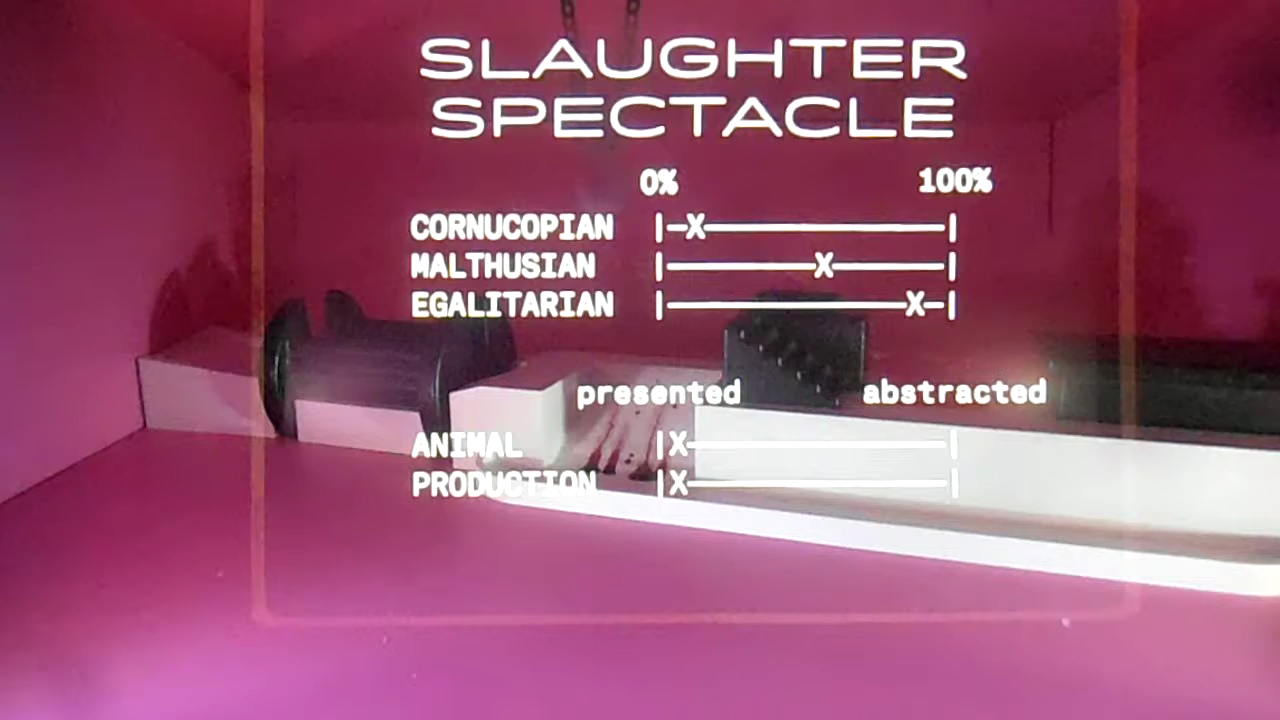 SLAUGHTER
SPECTACLE
0% 100%
CORNUCOPIAN |-X--------|
MALTHUSIAN |-----X----|
EGALITARIAN |--------X-|
presented abstracted
ANIMAL |X---------|
PRODUCTION |X---------|